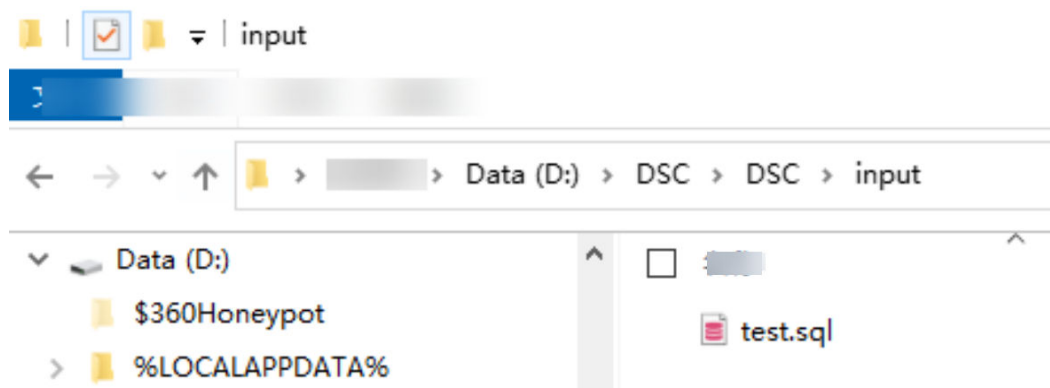 input
Data (D:) DSC DSC input
Data (D:)
$360Honeypot
test.sql
%LOCALAPPDATA%